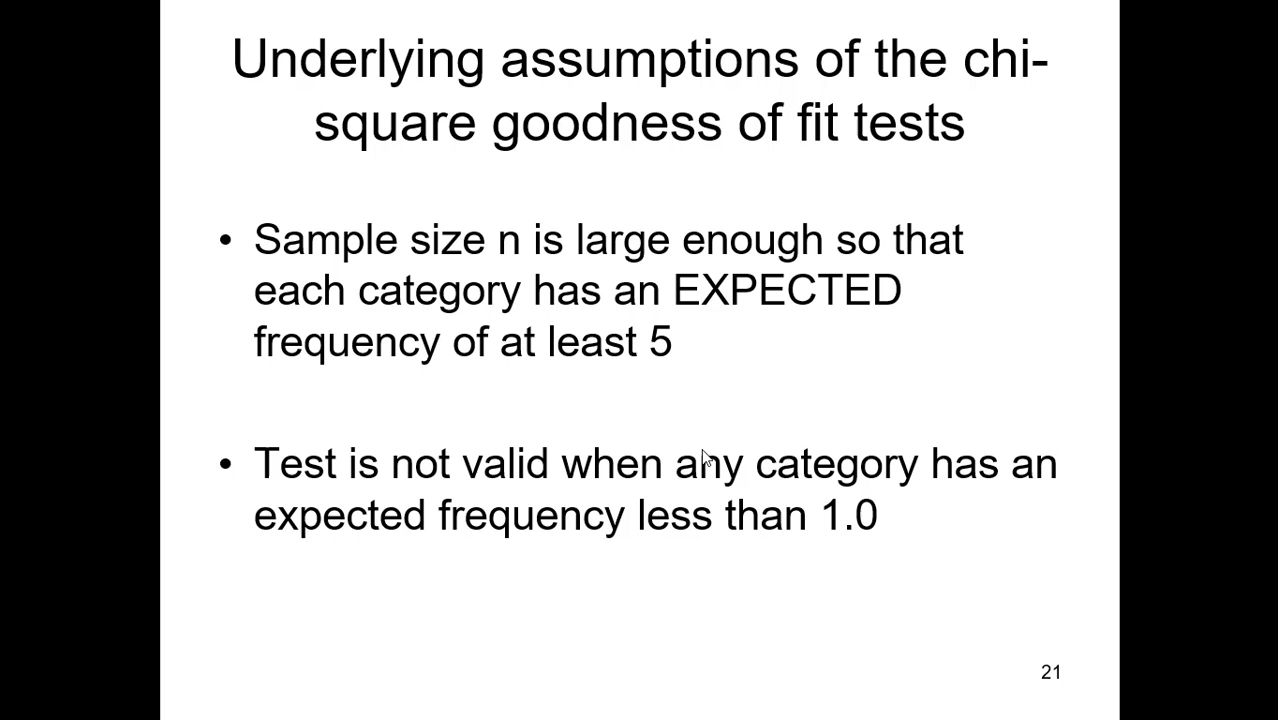 Underlying assumptions of the chi-
square goodness of fit tests
• Sample size n is large enough so that
each category has an EXPECTED
frequency of at least 5
• Test is not valid when any category has an
expected frequency less than 1.0
21